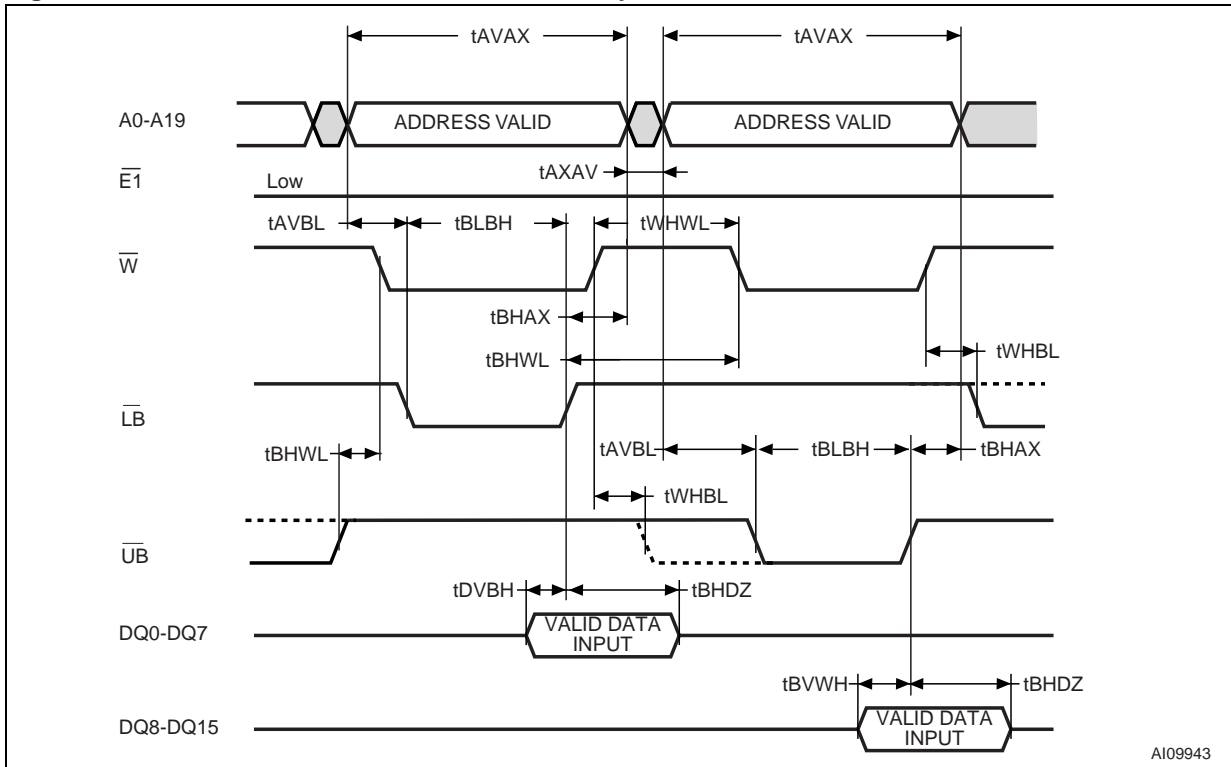 tAVAX tAVAX
A0-A19 ADDRESS VALID ADDRESS VALID
tAXAV
E1 Low
tAVBL tBLBH tWHWL
W
tBHAX
tBHWL
tWHBL
LB
tBHWL tAVBL tBLBH tBHAX
tWHBL
UB
tDVBH tBHDZ
DQ0-DQ7 VALID DATA
INPUT
tBVWH tBHDZ
DQ8-DQ15 VALID DATA
INPUT
AI09943